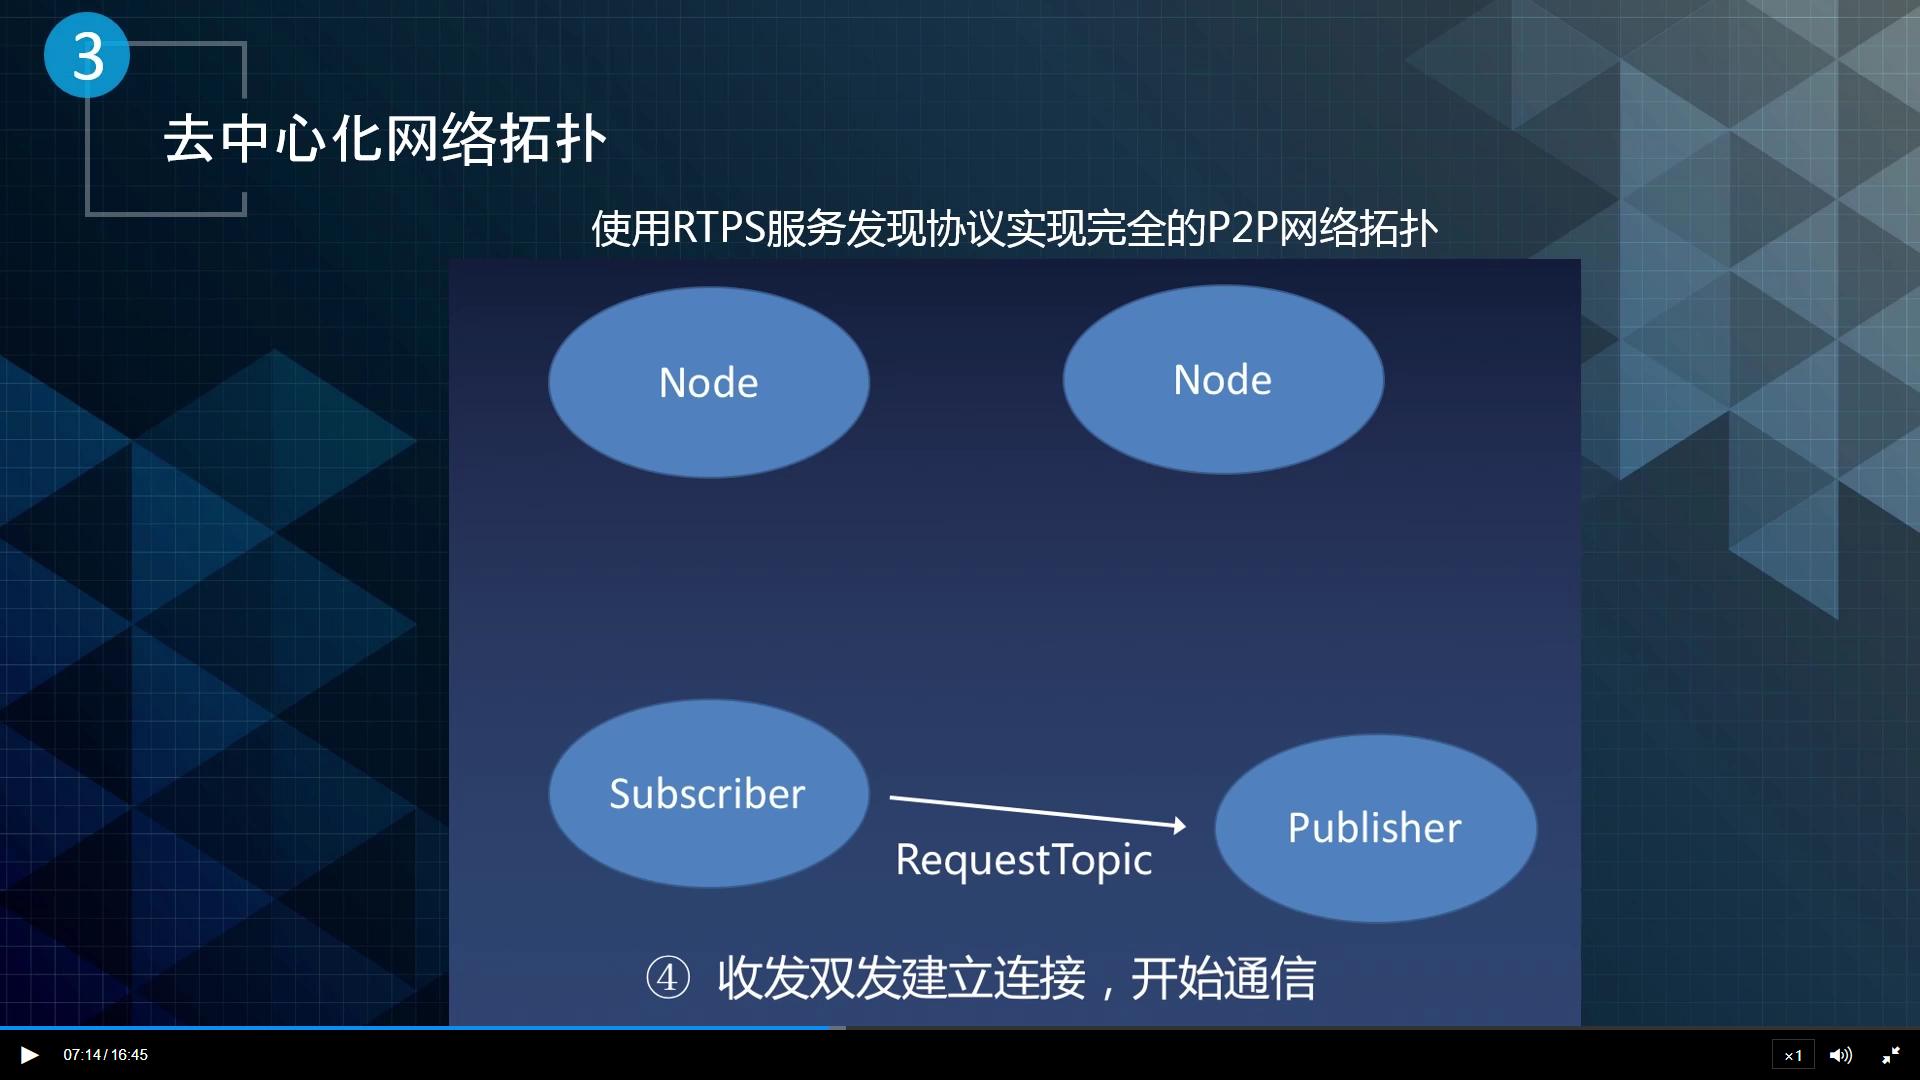 3
去中心化网络拓扑
使用RTPS服务发现协议实现完全的P2P网络拓扑
Node
Node
Subscriber
Publisher
RequestTopic
④ 收发双发建立连接，开始通信
07:14 / 16:45
×1